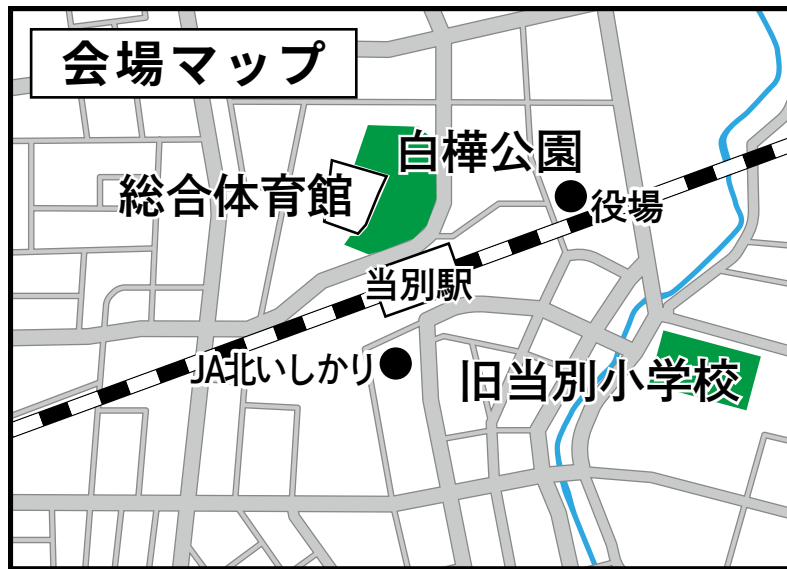 会場マップ
白樺公園
総合体育館
役場
当別駅
JA北いしかり
旧当別小学校